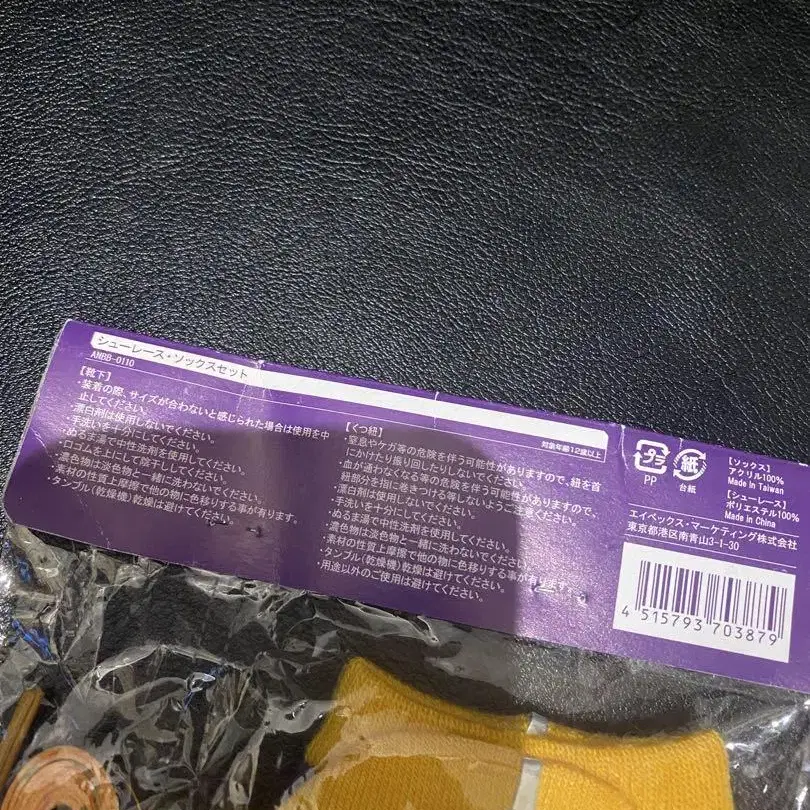 シューレース・ソックスセット
ANBB-0110
【靴下】
・装着の際、サイズが合わないと感じられた場合は使用を中
止してください。
・漂白剤は使用しないでください。
・手洗いを十分にしてください。
・ぬるま湯で中性洗剤を使用してください。
・口ゴムを上にして陰干ししてください。
・濃色物は淡色物と一緒に洗わないでください。
・素材の性質上摩擦で他の物に色移りする事が有ります。
・タンブル(乾燥機)乾燥は避けてください。
【くつ紐】
対象年齢12歳以上
・窒息やケガ等の危険を伴う可能性がありますので、紐を首
にかけたり振り回したりしないでください。
・血が通わなくなる等の危険を伴う可能性がありますので、
紐部分を指に巻きつける等しないようご注意ください。
・漂白剤は使用しないでください。
・手洗いを十分にしてください。
・ぬるま湯で中性洗剤を使用してください。
・濃色物は淡色物と一緒に洗わないでください。
・素材の性質上摩擦で他の物に色移りする事が有ります。
・タンブル(乾燥機)乾燥は避けてください。
・用途以外のご使用は避けてください。
プラ
PP
紙
台紙
【ソックス】
アクリル100%
Made in Taiwan
【シューレース】
ポリエステル100%
Made in China
エイベックス・マーケティング株式会社
東京都港区南青山3-1-30
4 515793 703879